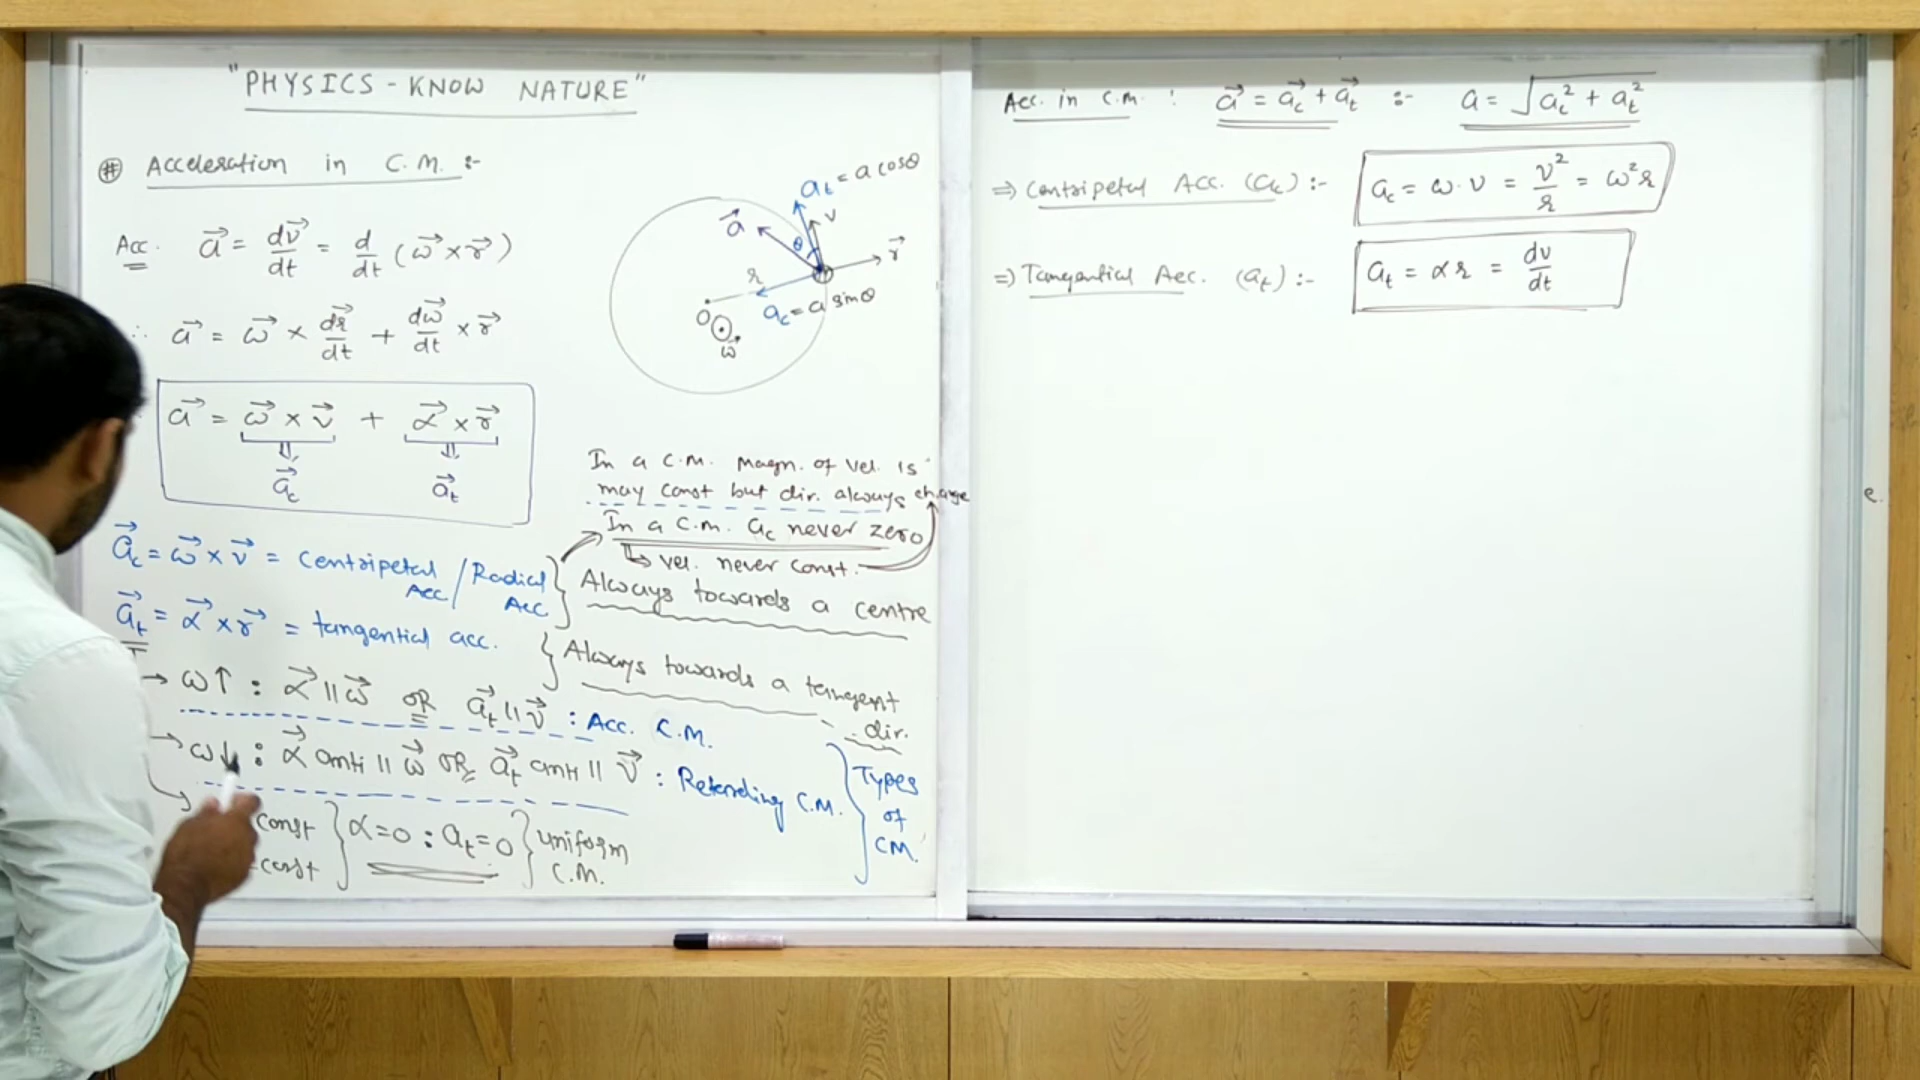 "PHYSICS - KNOW NATURE"
# Acceleration in C.M. :-
Acc. a⃗ = dv⃗/dt = d/dt (ω⃗ × r⃗)
∴ a⃗ = ω⃗ × dr⃗/dt + dω⃗/dt × r⃗
a⃗ = ω⃗ × v⃗ + α⃗ × r⃗
⇓ ⇓
a⃗c a⃗t
at = a cosθ
a⃗ v
θ r⃗
r
ac = a sinθ
O
ω⃗
In a C.M. Magn. of vel. is
may const but dir. always change
In a C.M. ac never zero
↳ vel. never const.
a⃗c = ω⃗ × v⃗ = Centripetal Acc / Radial Acc } Always towards a centre
a⃗t = α⃗ × r⃗ = tangential acc. } Always towards a tangent dir.
→ ω↑ : α⃗ || ω⃗ OR a⃗t || v⃗ : Acc. C.M.
→ ω↓ : α⃗ anti || ω⃗ OR a⃗t anti || v⃗ : Retarding C.M.
const
= const } α = 0 : at = 0 } uniform C.M.
Types
of
CM.
Acc. in C.M. : a⃗ = a⃗c + a⃗t :- a = √(ac² + at²)
⇒ Centripetal Acc. (ac) :- ac = ω.v = v²/r = ω²r
⇒ Tangential Acc. (at) :- at = αr = dv/dt
e.